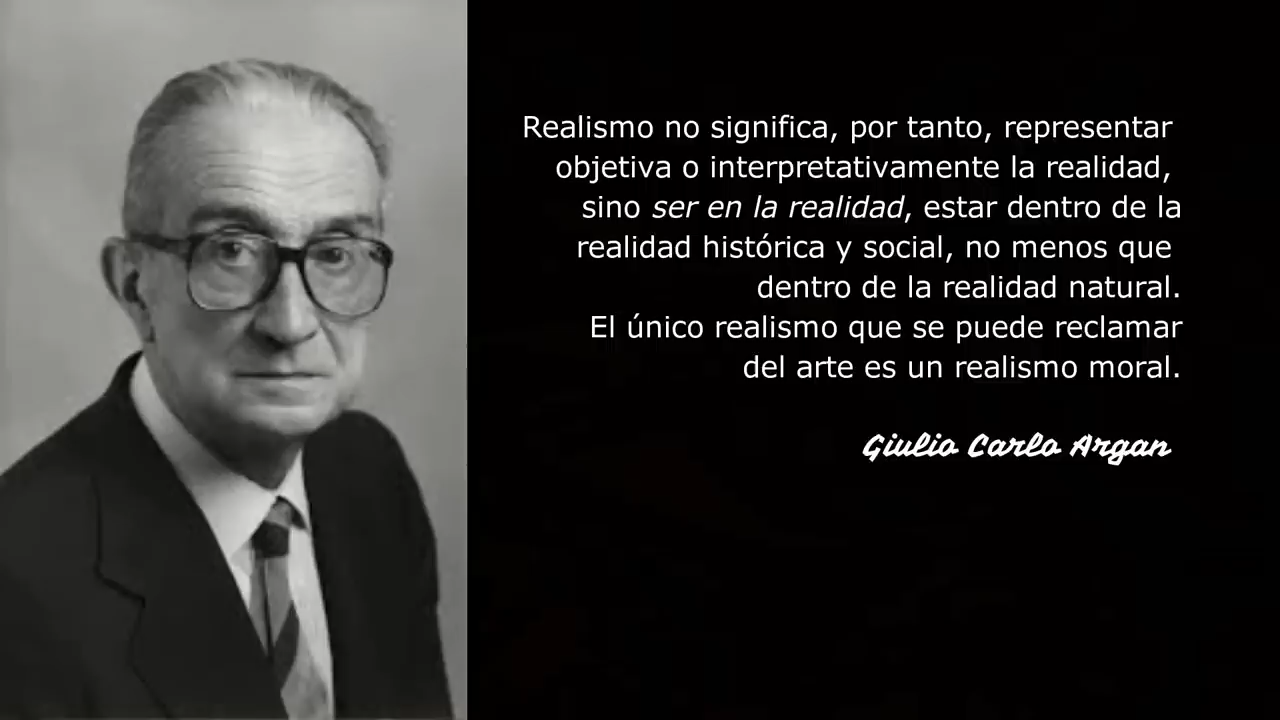 Realismo no significa, por tanto, representar
objetiva o interpretativamente la realidad,
sino ser en la realidad, estar dentro de la
realidad histórica y social, no menos que
dentro de la realidad natural.
El único realismo que se puede reclamar
del arte es un realismo moral.
Giulio Carlo Argan